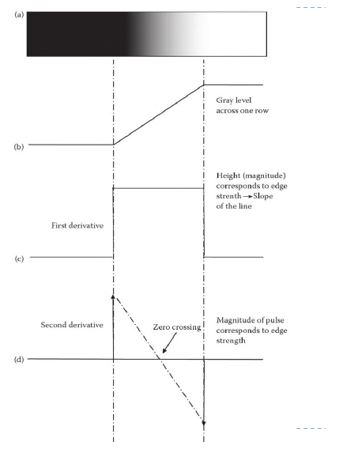 (a)
Gray level
across one row
(b)
Height (magnitude)
corresponds to edge
strenth → Slope
of the line
First derivative
(c)
Second derivative
Zero crossing
Magnitude of pulse
corresponds to edge
strength
(d)